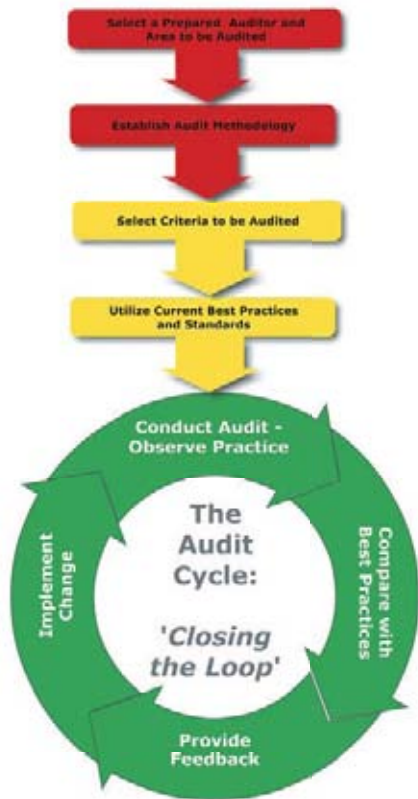 Select a Prepared Auditor and
Area to be Audited
Establish Audit Methodology
Select Criteria to be Audited
Utilize Current Best Practices
and Standards
Conduct Audit -
Observe Practice
Compare with
Best Practices
Provide
Feedback
Implement
Change
The
Audit
Cycle:
'Closing
the Loop'